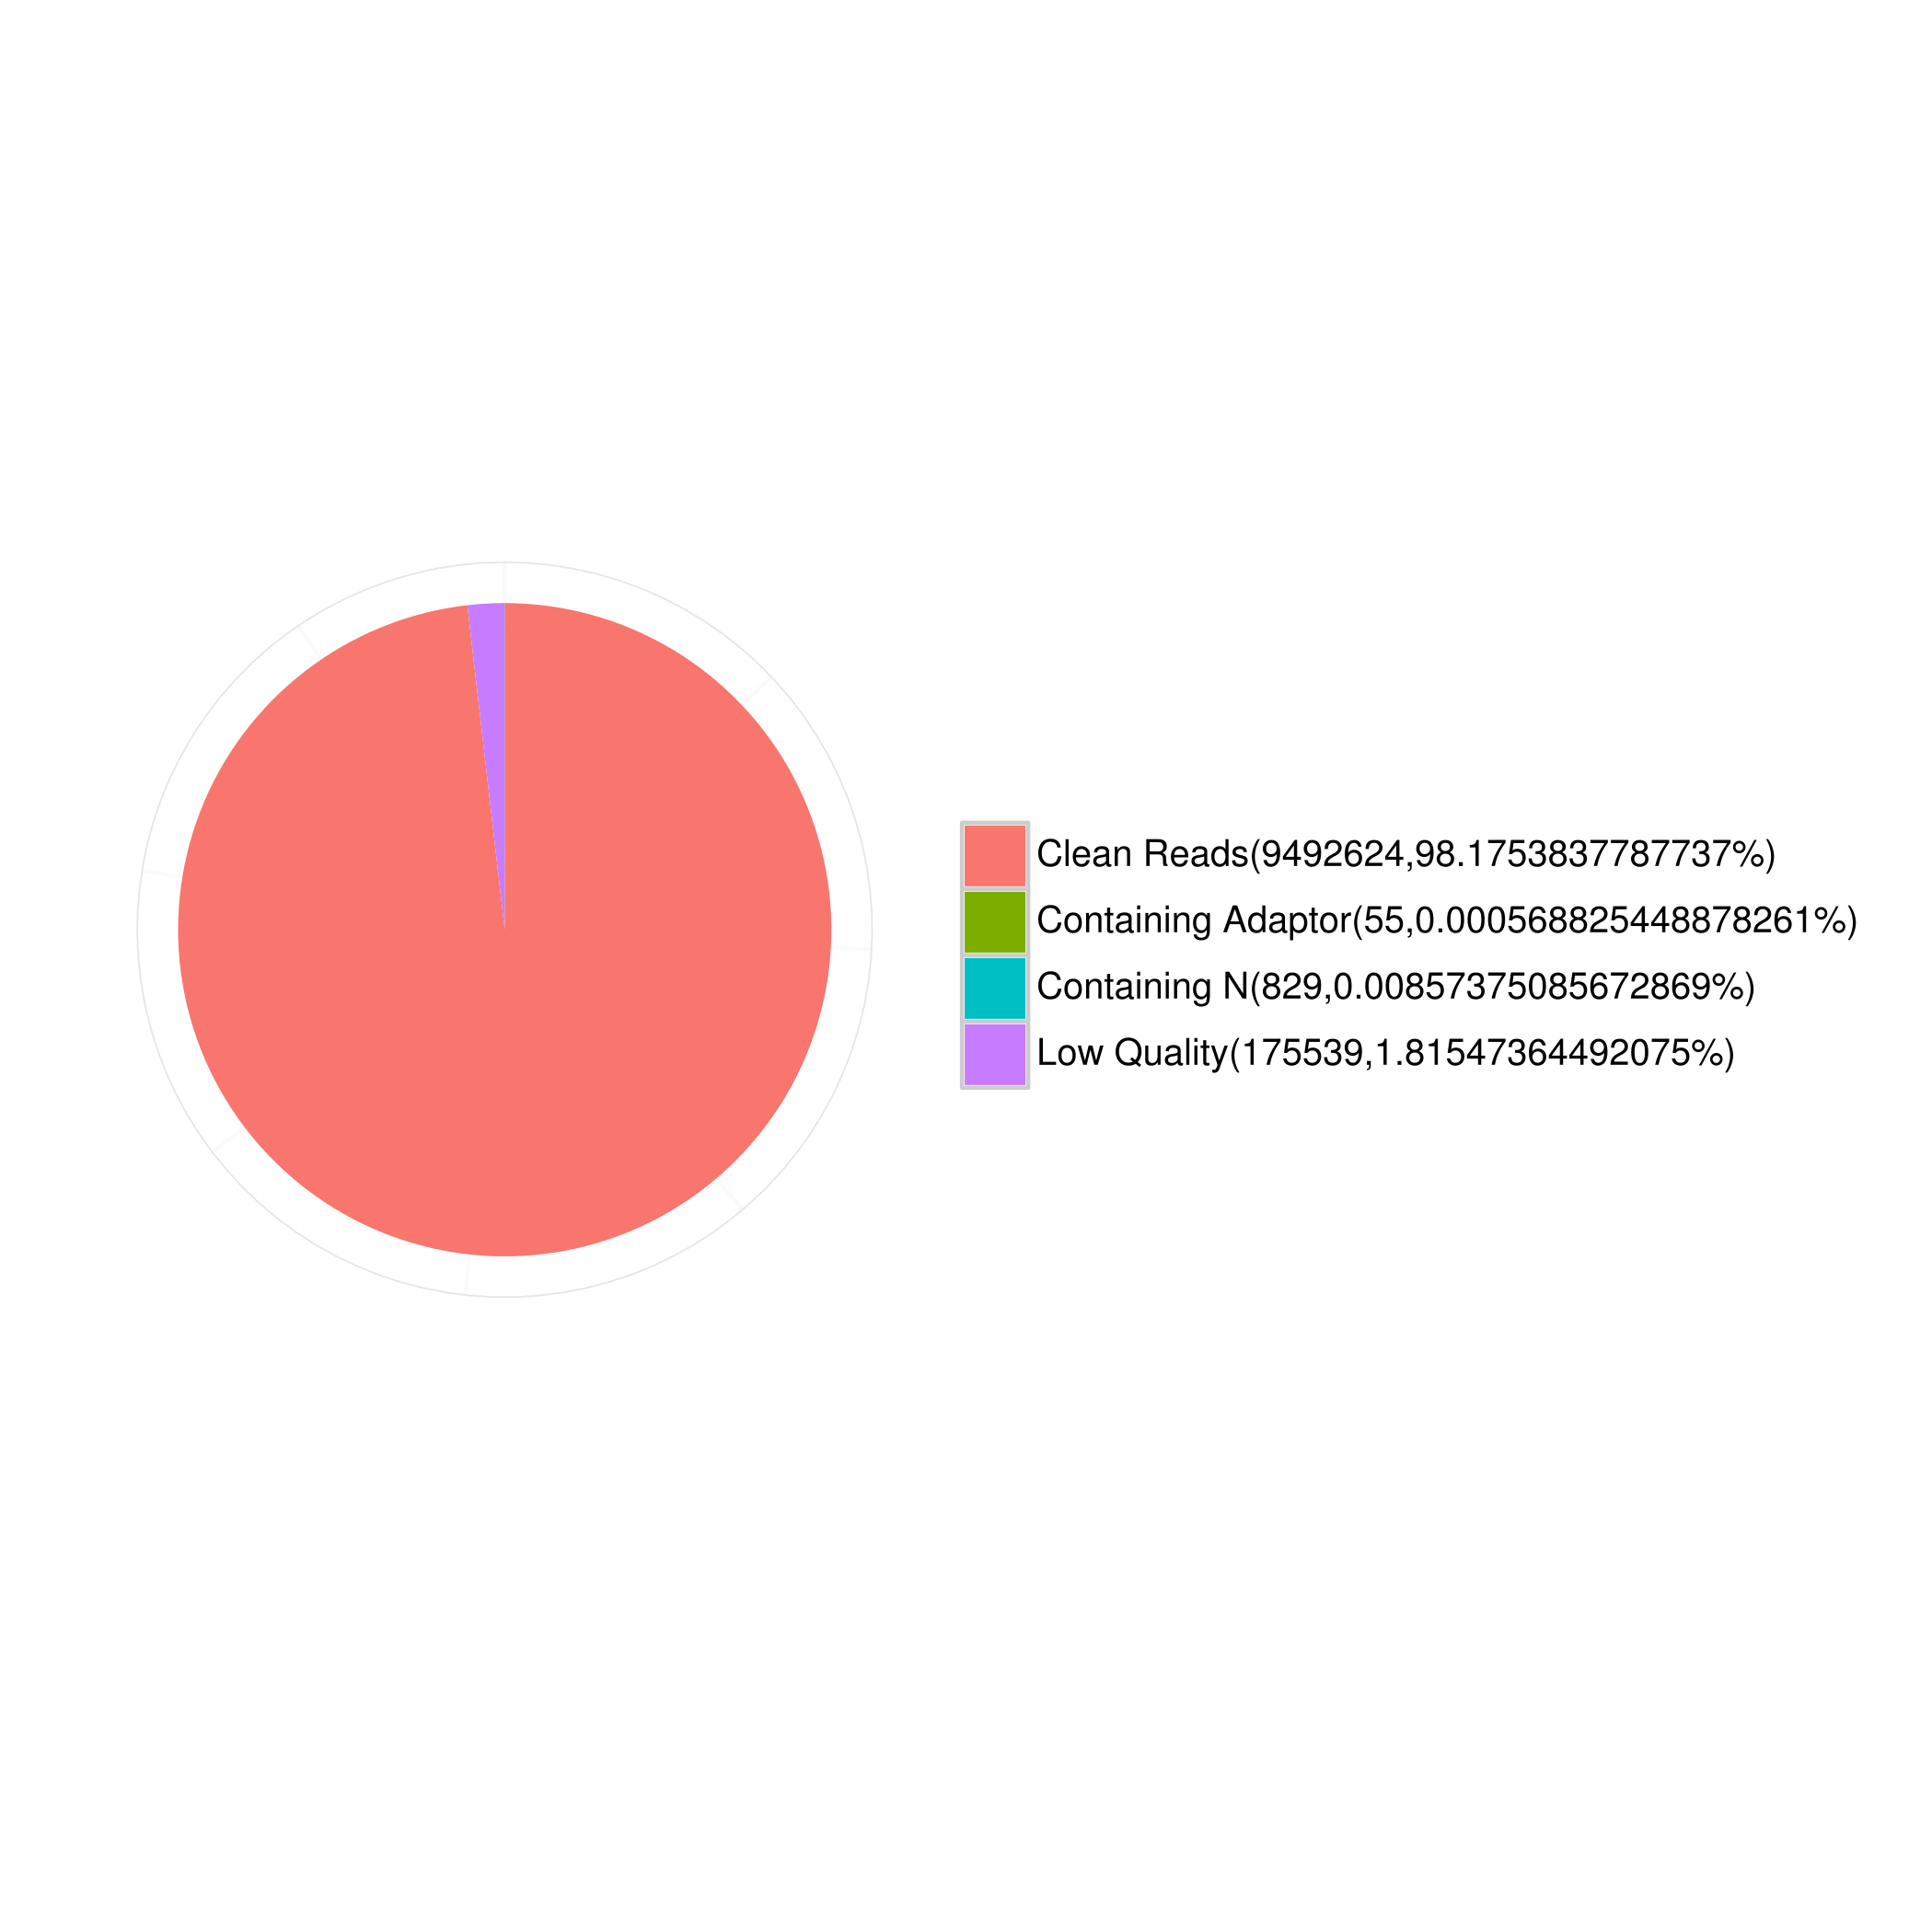 Clean Reads(9492624,98.1753837787737%)
Containing Adaptor(55,0.000568825448878261%)
Containing N(829,0.00857375085672869%)
Low Quality(175539,1.81547364492075%)